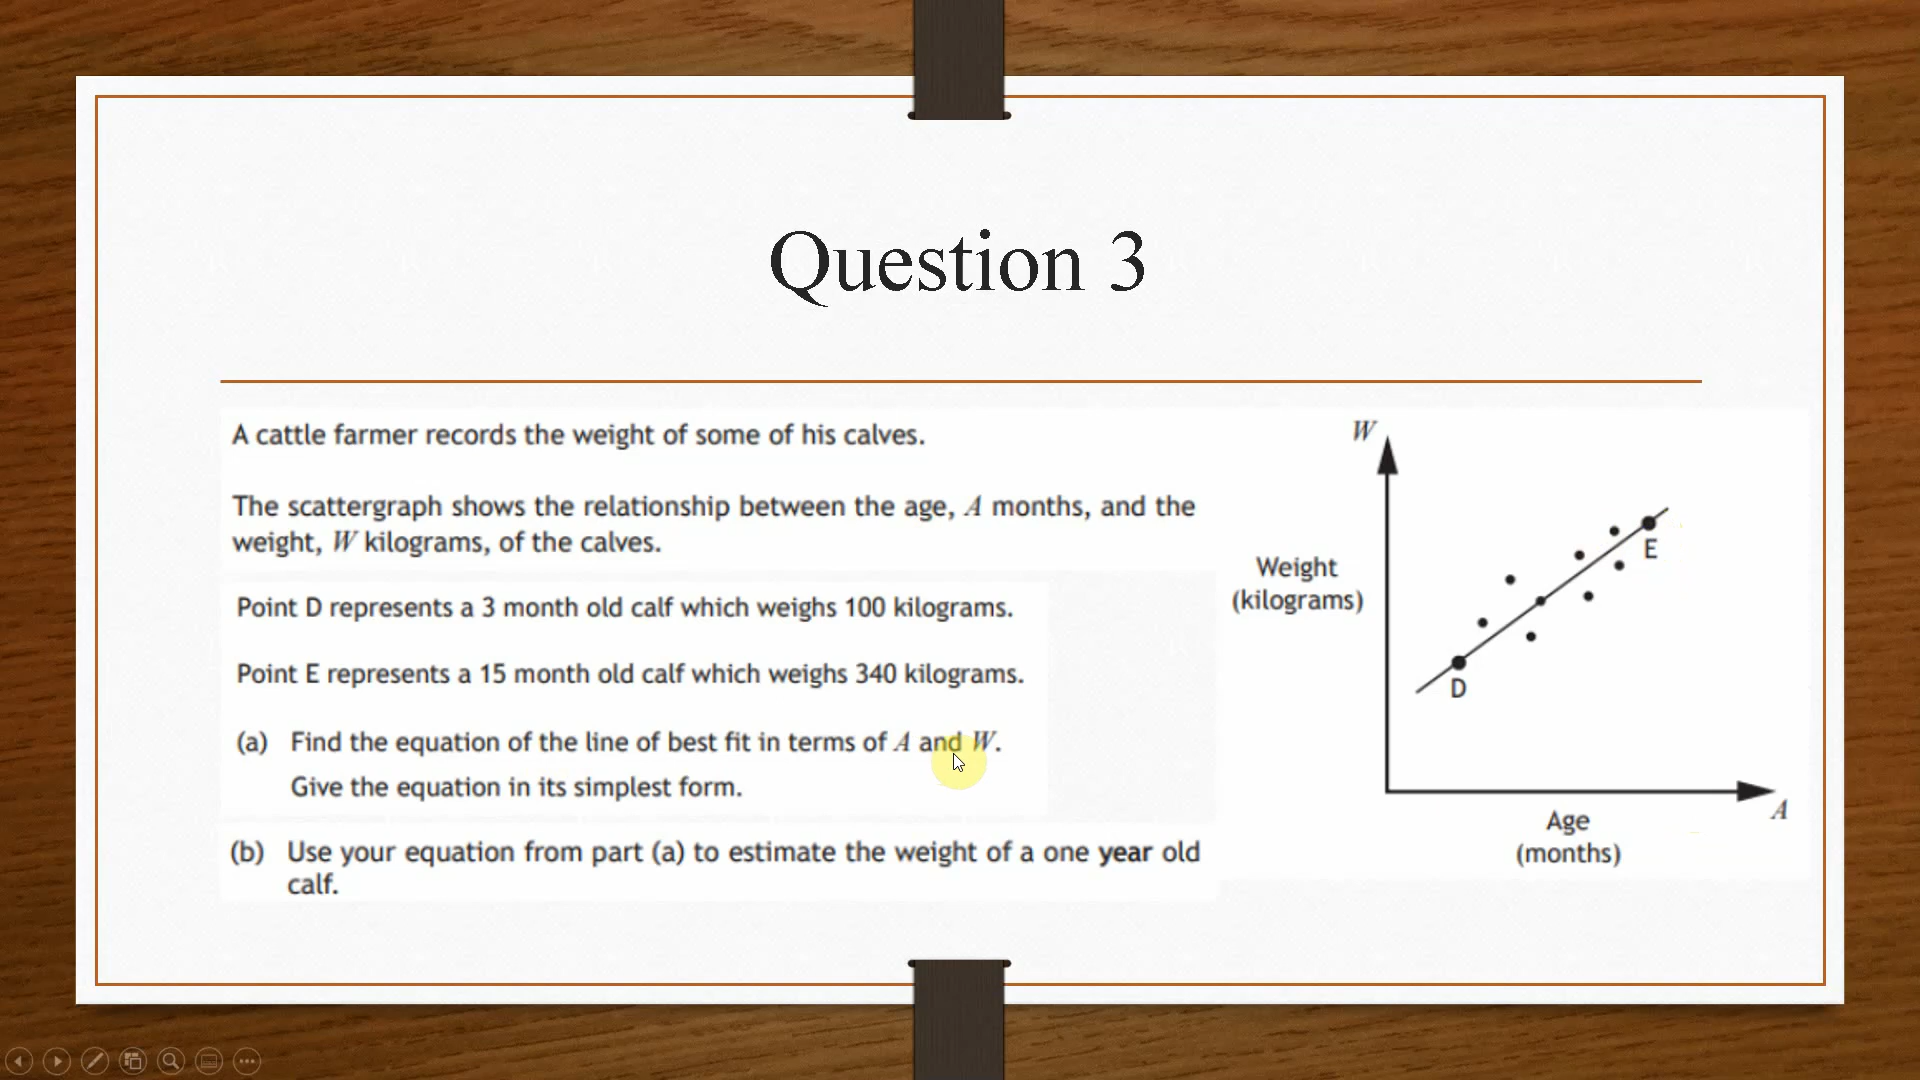 Question 3
A cattle farmer records the weight of some of his calves.
The scattergraph shows the relationship between the age, A months, and the
weight, W kilograms, of the calves.
Point D represents a 3 month old calf which weighs 100 kilograms.
Point E represents a 15 month old calf which weighs 340 kilograms.
(a) Find the equation of the line of best fit in terms of A and W.
Give the equation in its simplest form.
(b) Use your equation from part (a) to estimate the weight of a one year old
calf.
W
Weight
(kilograms)
E
D
A
Age
(months)